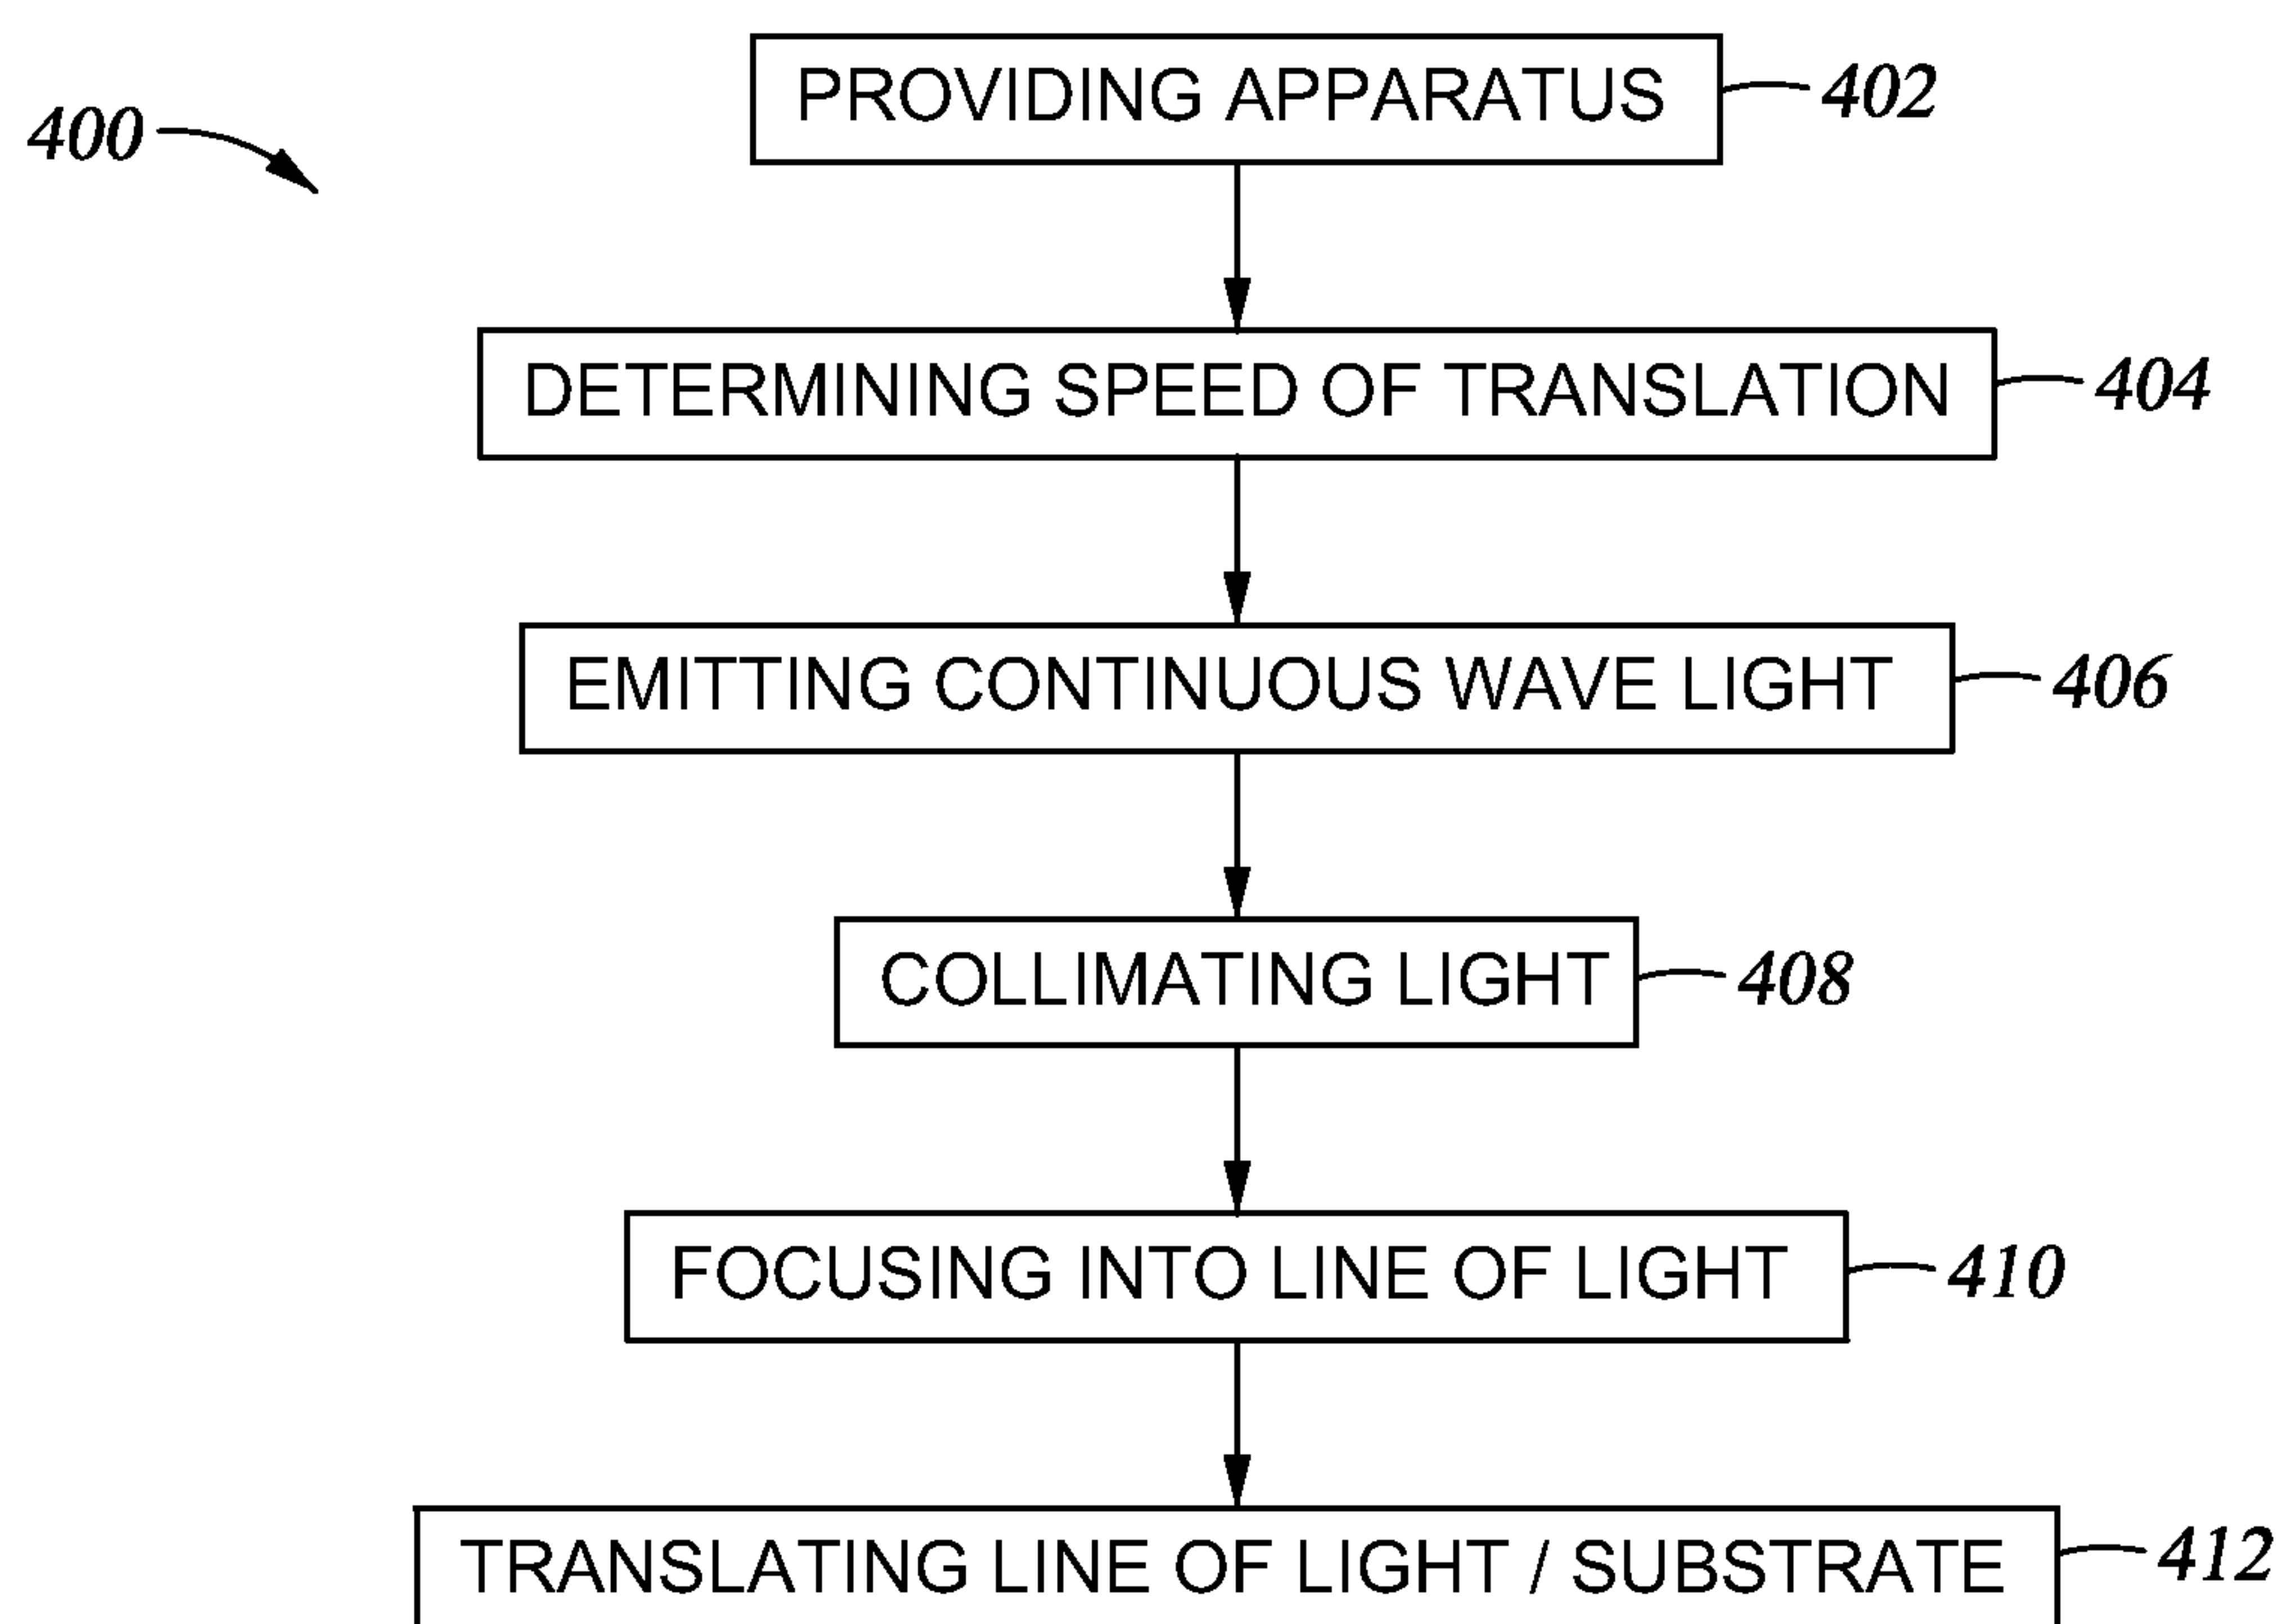 PROVIDING APPARATUS 402
400
DETERMINING SPEED OF TRANSLATION 404
EMITTING CONTINUOUS WAVE LIGHT 406
COLLIMATING LIGHT 408
FOCUSING INTO LINE OF LIGHT 410
TRANSLATING LINE OF LIGHT / SUBSTRATE 412